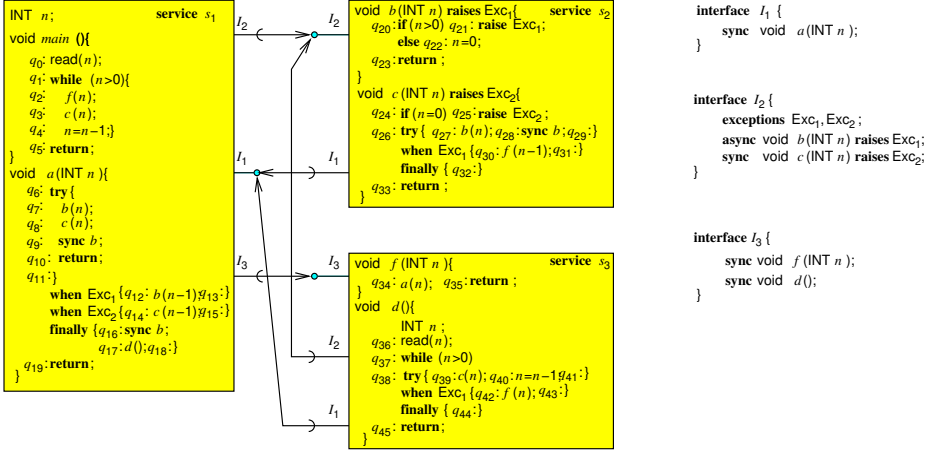 INT n; service s1
void main (){
q0: read(n);
q1: while (n>0){
q2: f(n);
q3: c(n);
q4: n=n−1;}
q5: return;
}
void a(INT n){
q6: try{
q7: b(n);
q8: c(n);
q9: sync b;
q10: return;
q11:}
when Exc1{q12: b(n−1);q13:}
when Exc2{q14: c(n−1);q15:}
finally {q16:sync b;
q17:d();q18:}
q19:return;
}
I2
I1
I3
I2
I1
I3
I2
I1
void b(INT n) raises Exc1{ service s2
q20:if(n>0) q21: raise Exc1;
else q22: n=0;
q23:return ;
}
void c(INT n) raises Exc2{
q24: if(n=0) q25:raise Exc2;
q26: try{ q27: b(n); q28:sync b;q29:}
when Exc1{q30: f(n−1);q31:}
finally { q32:}
q33: return ;
}
void f(INT n){ service s3
q34: a(n); q35:return ;
}
void d(){
INT n ;
q36: read(n);
q37: while (n>0)
q38: try{ q39:c(n); q40:n=n−1;q41:}
when Exc1{q42: f(n); q43:}
finally { q44:}
q45: return;
}
interface I1 {
sync void a(INT n);
}
interface I2 {
exceptions Exc1, Exc2 ;
async void b(INT n) raises Exc1;
sync void c(INT n) raises Exc2;
}
interface I3 {
sync void f(INT n);
sync void d();
}